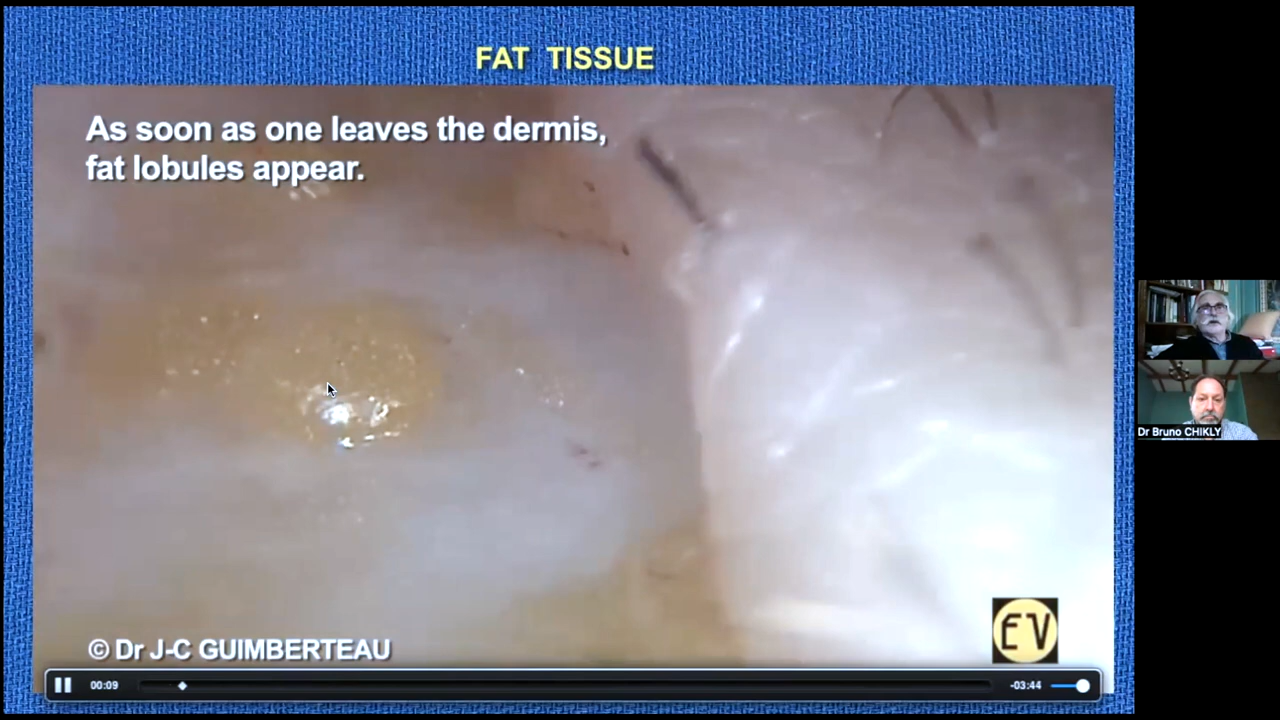 FAT TISSUE
As soon as one leaves the dermis,
fat lobules appear.
© Dr J-C GUIMBERTEAU
EV
00:09
-03:44
Dr Bruno CHIKLY